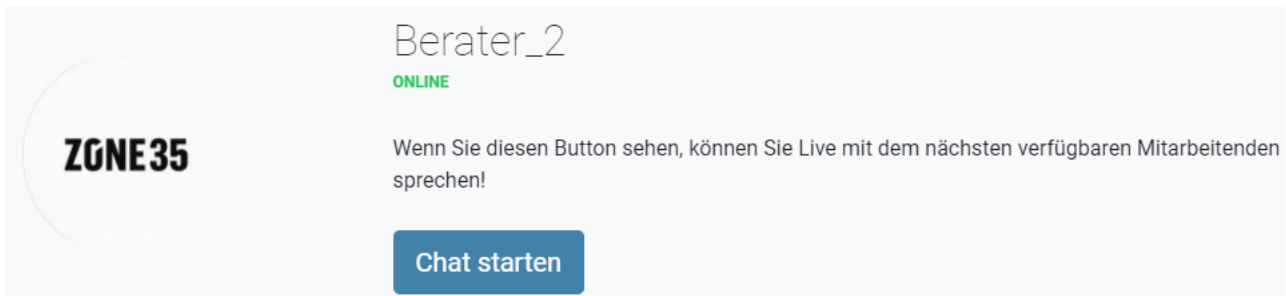 Berater_2
ONLINE
ZONE35
Wenn Sie diesen Button sehen, können Sie Live mit dem nächsten verfügbaren Mitarbeitenden
sprechen!
Chat starten